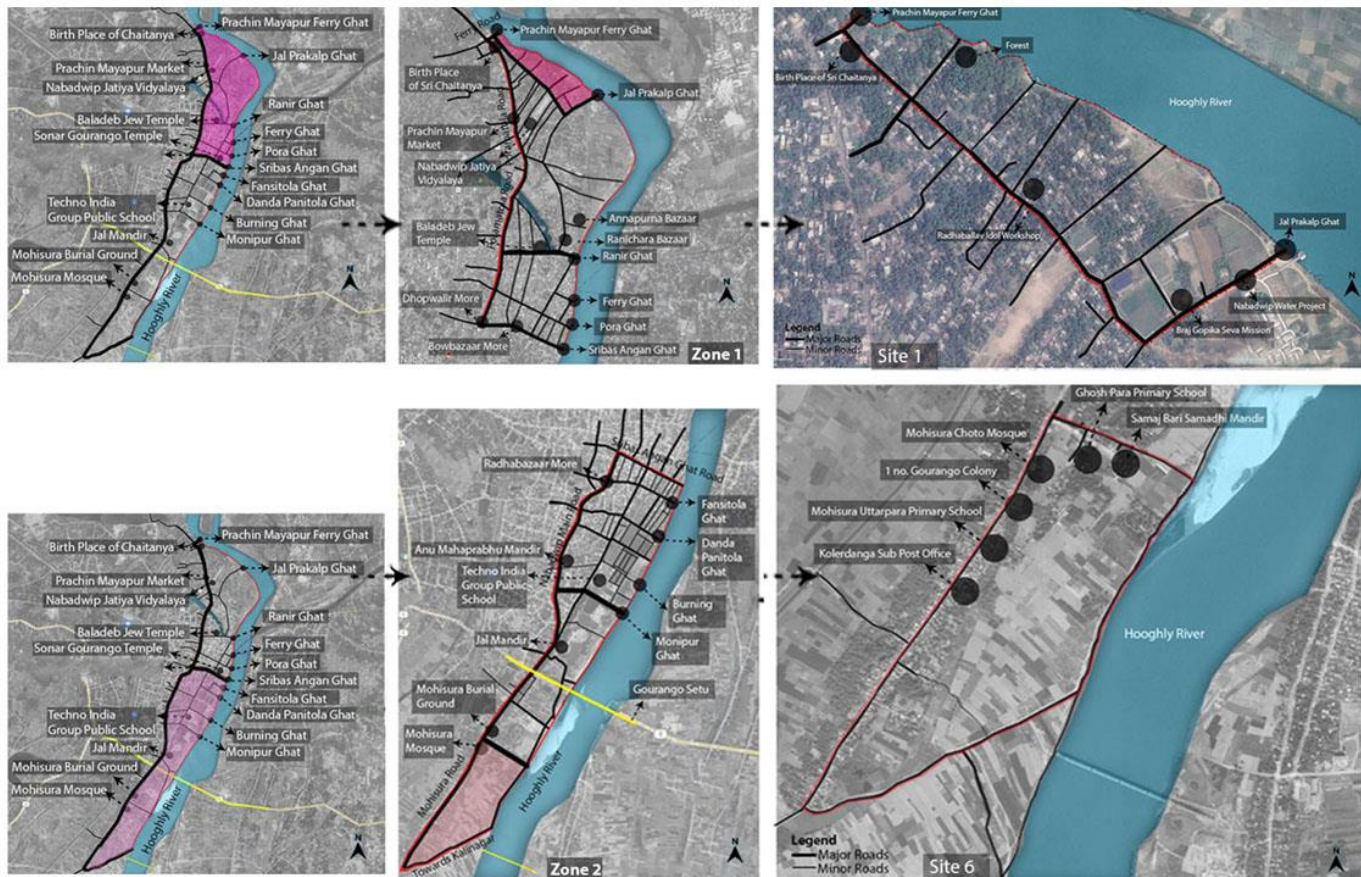 Prachin Mayapur Ferry Ghat
Birth Place of Chaitanya
Jal Prakalp Ghat
Prachin Mayapur Market
Nabadwip Jatiya Vidyalaya
Ranir Ghat
Baladeb Jew Temple
Ferry Ghat
Sonar Gourango Temple
Pora Ghat
Sribas Angan Ghat
Fansitola Ghat
Techno India
Group Public School
Danda Panitola Ghat
Burning Ghat
Jal Mandir
Monipur Ghat
Mohisura Burial Ground
Mohisura Mosque
Hooghly River
N
Ferry Road
Prachin Mayapur Ferry Ghat
Birth Place
of Sri Chaitanya
Jal Prakalp Ghat
Prachin Mayapur
Market
Nabadwip Jatiya
Vidyalaya
Annapurna Bazaar
Baladeb Jew
Temple
Ranichara Bazaar
Ranir Ghat
Dhopwalir More
Ferry Ghat
Pora Ghat
Bowbazaar More
Sribas Angan Ghat
N
Zone 1
Prachin Mayapur Ferry Ghat
Forest
Birth Place of Sri Chaitanya
Hooghly River
Radhaballav Idol Workshop
Jal Prakalp Ghat
Nabadwip Water Project
Braj Gopika Seva Mission
N
Legend
Major Roads
Minor Roads
Site 1
Prachin Mayapur Ferry Ghat
Birth Place of Chaitanya
Jal Prakalp Ghat
Prachin Mayapur Market
Nabadwip Jatiya Vidyalaya
Ranir Ghat
Baladeb Jew Temple
Ferry Ghat
Sonar Gourango Temple
Pora Ghat
Sribas Angan Ghat
Fansitola Ghat
Techno India
Group Public School
Danda Panitola Ghat
Burning Ghat
Jal Mandir
Monipur Ghat
Mohisura Burial Ground
Mohisura Mosque
Hooghly River
N
Sribas Angan Ghat Road
Radhabazaar More
Fansitola
Ghat
Anu Mahaprabhu Mandir
Danda
Panitola
Ghat
Techno India
Group Public
School
Burning
Ghat
Monipur
Ghat
Jal Mandir
Mohisura Burial
Ground
Gourango Setu
Mohisura
Mosque
Mohisura Road
Hooghly River
Towards Kalinagar
N
Zone 2
Ghosh Para Primary School
Samaj Bari Samadhi Mandir
Mohisura Choto Mosque
1 no. Gourango Colony
Mohisura Uttarpara Primary School
Kolerdanga Sub Post Office
Hooghly River
Legend
Major Roads
Minor Roads
Site 6
N